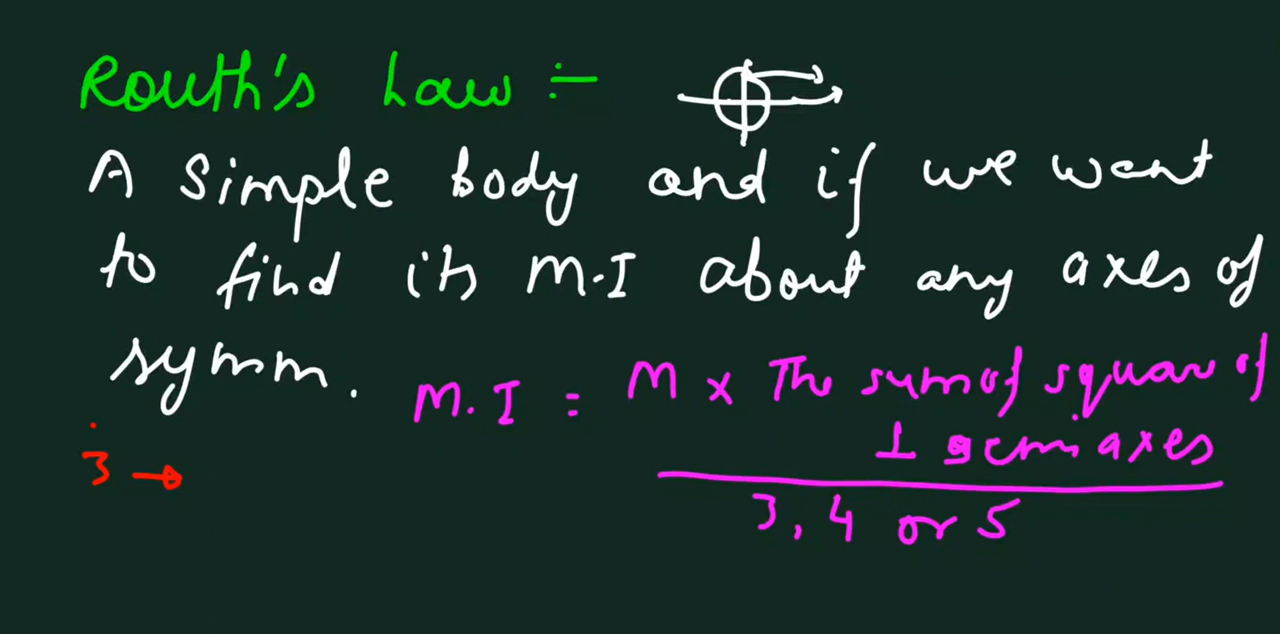 Routh's Law :-
A simple body and if we want
to find its M.I about any axes of
symm.
M.I = M × The sum of square of
⊥ semi axes
3, 4 or 5
3 →